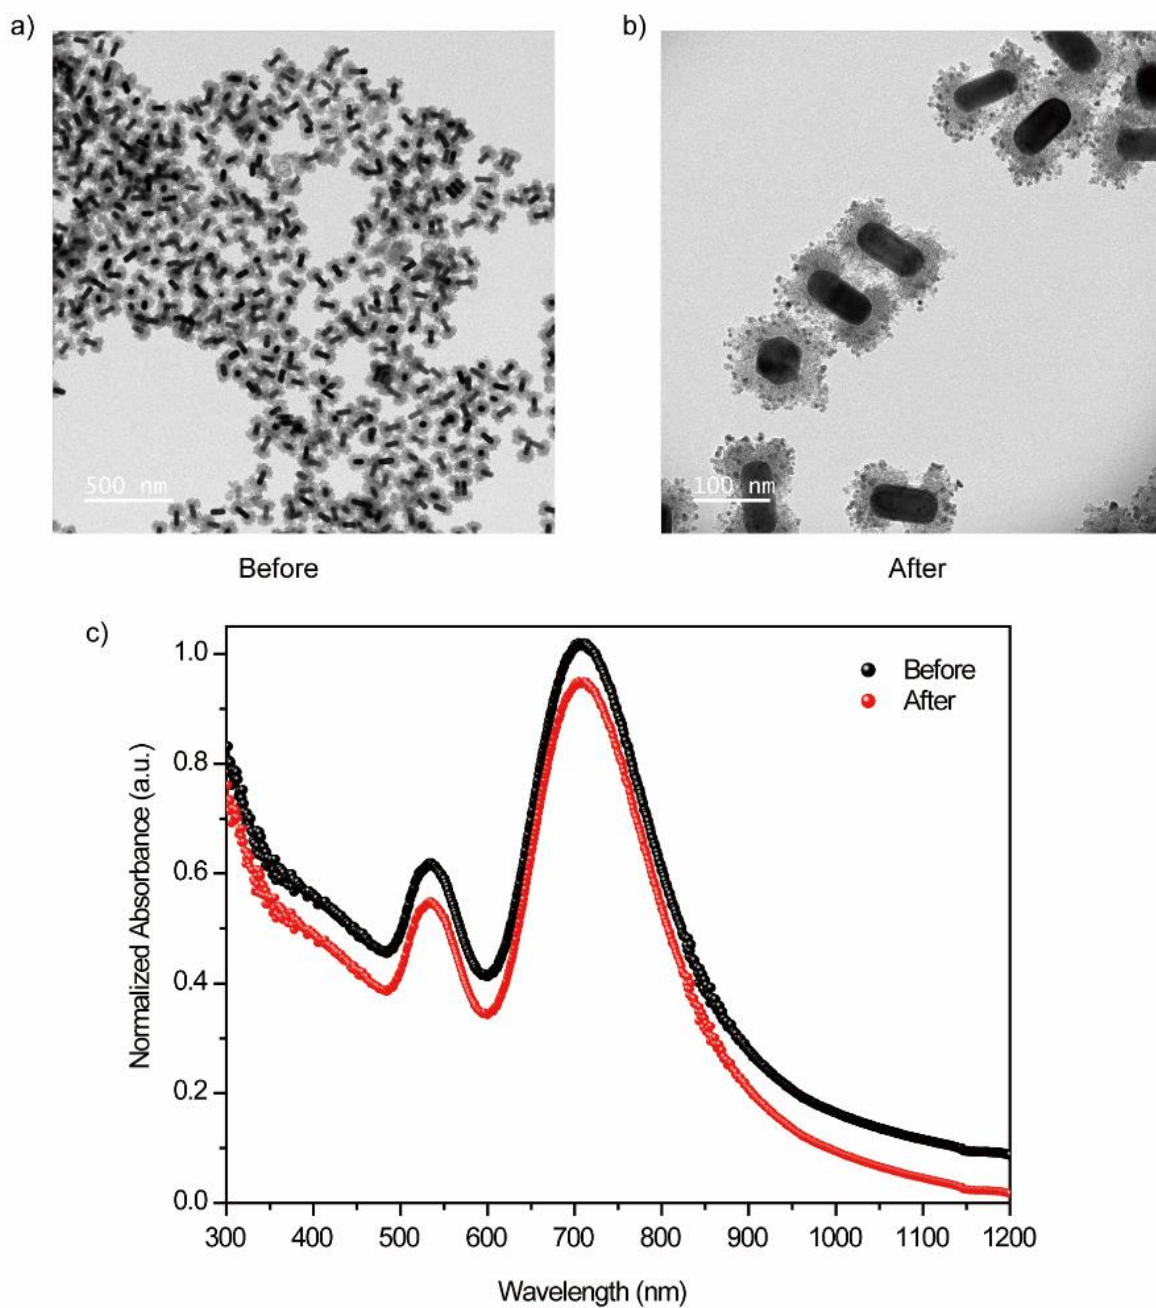 a)
b)
500 nm
100 nm
Before
After
c)
1.0
0.8
0.6
0.4
0.2
0.0
Normalized Absorbance (a.u.)
Before
After
300 400 500 600 700 800 900 1000 1100 1200
Wavelength (nm)